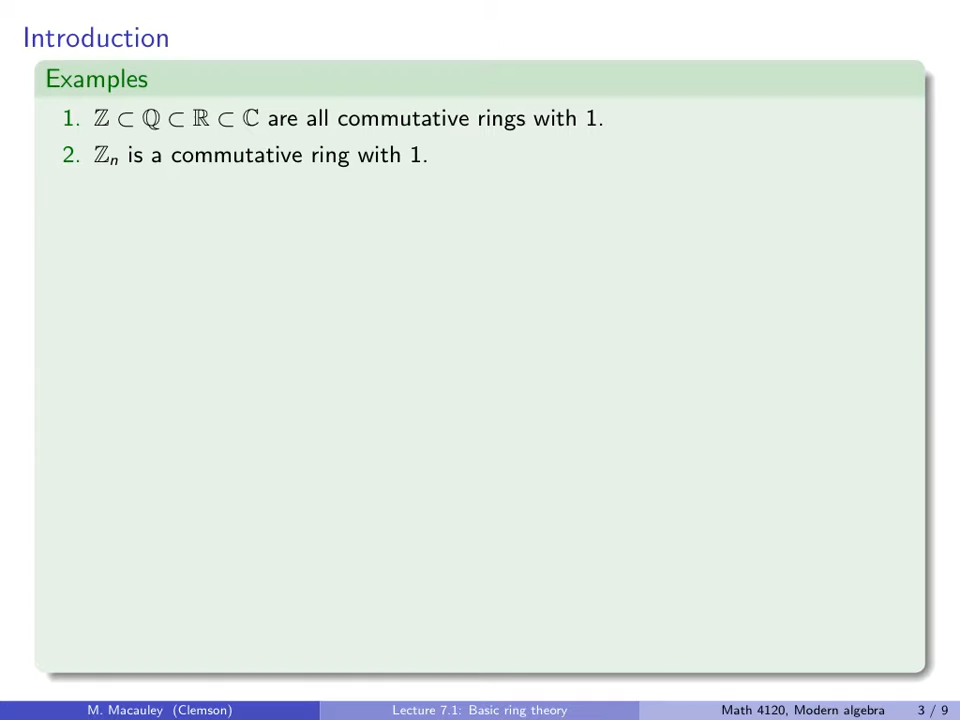 Introduction
Examples
1. ℤ ⊂ ℚ ⊂ ℝ ⊂ ℂ are all commutative rings with 1.
2. ℤₙ is a commutative ring with 1.
M. Macauley (Clemson) Lecture 7.1: Basic ring theory Math 4120, Modern algebra 3 / 9